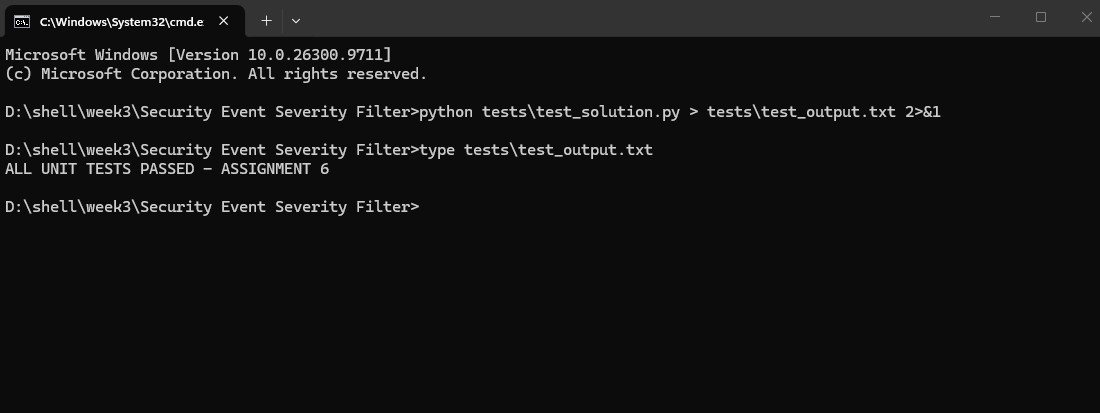 C:\Windows\System32\cmd.e
Microsoft Windows [Version 10.0.26300.9711]
(c) Microsoft Corporation. All rights reserved.
D:\shell\week3\Security Event Severity Filter>python tests\test_solution.py > tests\test_output.txt 2>&1
D:\shell\week3\Security Event Severity Filter>type tests\test_output.txt
ALL UNIT TESTS PASSED - ASSIGNMENT 6
D:\shell\week3\Security Event Severity Filter>